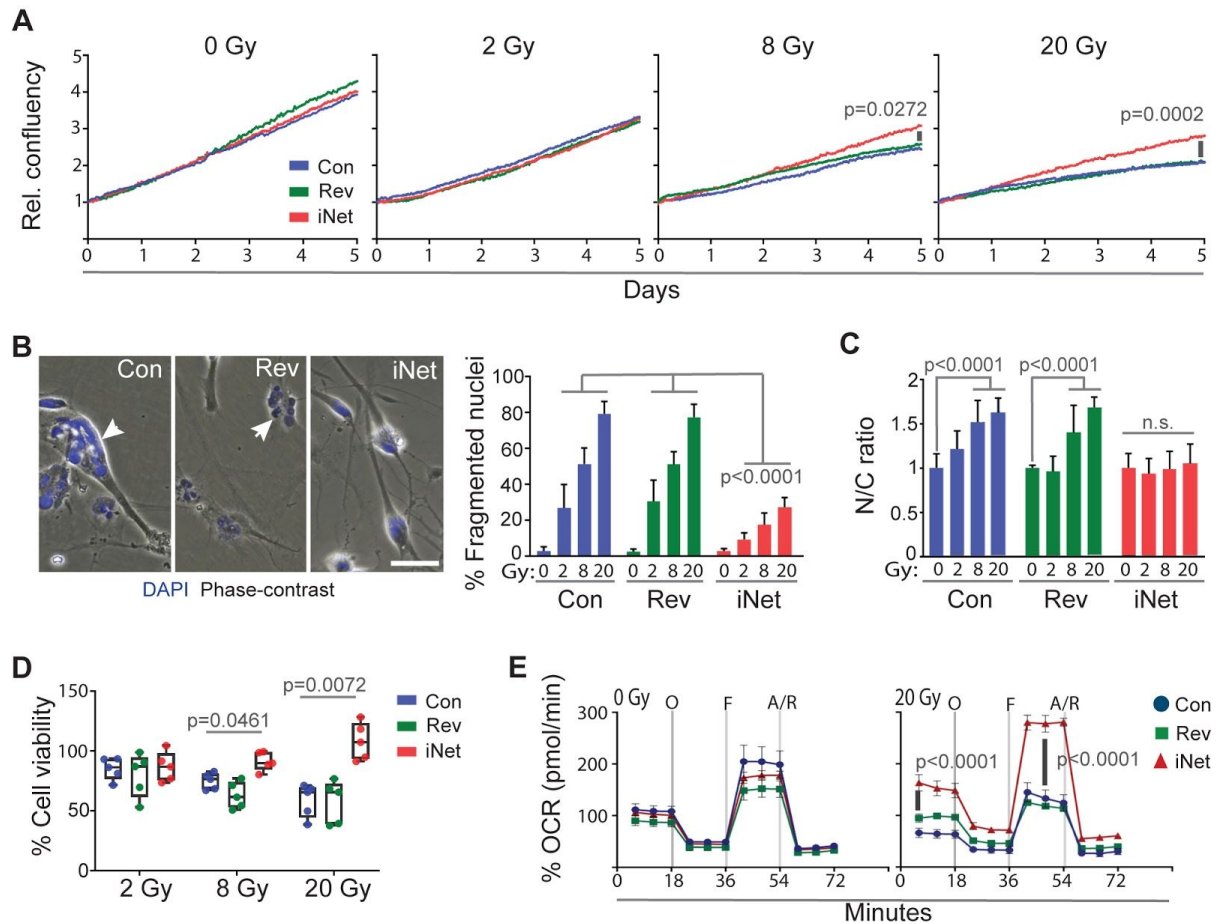 A
0 Gy
2 Gy
8 Gy
20 Gy
Rel. confluency
5
4
3
2
1
Con
Rev
iNet
p=0.0272
p=0.0002
0 1 2 3 4 5
0 1 2 3 4 5
0 1 2 3 4 5
0 1 2 3 4 5
Days
B
Con
Rev
iNet
DAPI Phase-contrast
% Fragmented nuclei
100
80
60
40
20
0
p<0.0001
Gy: 0 2 8 20 0 2 8 20 0 2 8 20
Con Rev iNet
C
N/C ratio
2
1.5
1
0.5
0
p<0.0001
p<0.0001
n.s.
Gy: 0 2 8 20 0 2 8 20 0 2 8 20
Con Rev iNet
D
% Cell viability
150
100
50
0
p=0.0461
p=0.0072
Con
Rev
iNet
2 Gy 8 Gy 20 Gy
E
% OCR (pmol/min)
300
200
100
0 Gy
O F A/R
0 18 36 54 72
20 Gy
O F A/R
p<0.0001
p<0.0001
0 18 36 54 72
Con
Rev
iNet
Minutes